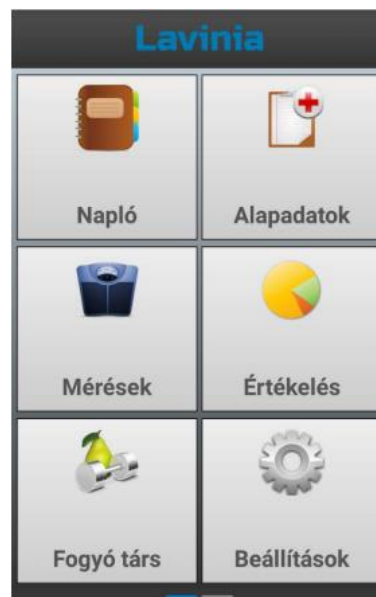 Lavinia
Napló
Alapadatok
Mérések
Értékelés
Fogyó társ
Beállítások